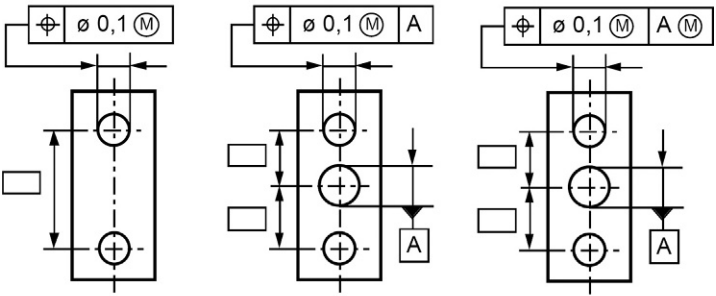 ⌖ ø 0,1 Ⓜ
⌖ ø 0,1 Ⓜ A
⌖ ø 0,1 Ⓜ A Ⓜ
A
A